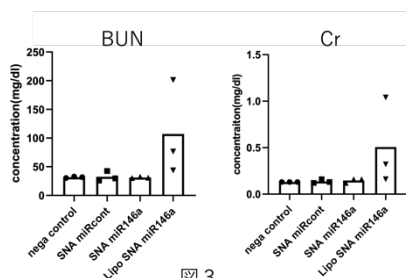 BUN
concentration(mg/dl)
250
200
150
100
50
0
nega control
SNA miRcont
SNA miR146a
Lipo SNA miR146a
Cr
concentraiton(mg/dl)
1.5
1.0
0.5
0.0
nega control
SNA miRcont
SNA miR146a
Lipo SNA miR146a
図 3